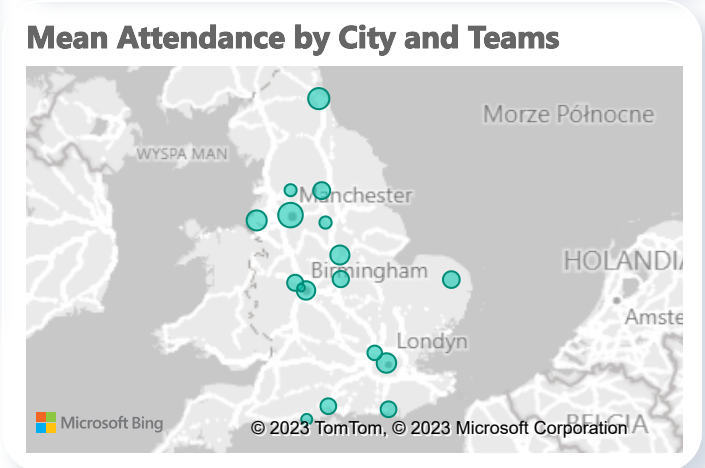 Mean Attendance by City and Teams
Morze Północne
WYSPA MAN
Manchester
HOLANDIA
Birmingham
Amste
Londyn
BELGIA
Microsoft Bing
© 2023 TomTom, © 2023 Microsoft Corporation